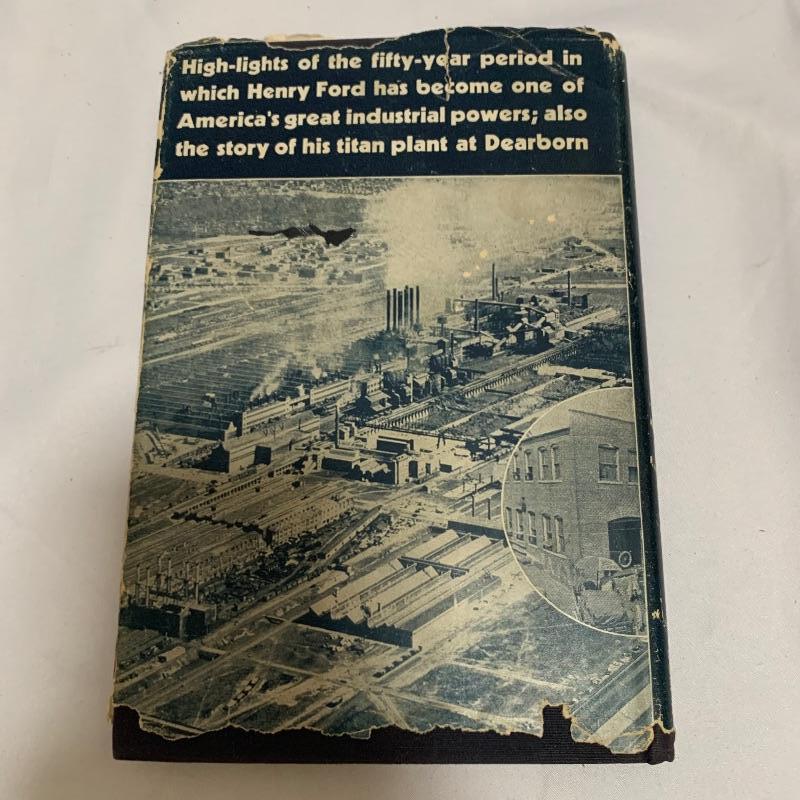 High-lights of the fifty-year period in
which Henry Ford has become one of
America's great industrial powers; also
the story of his titan plant at Dearborn